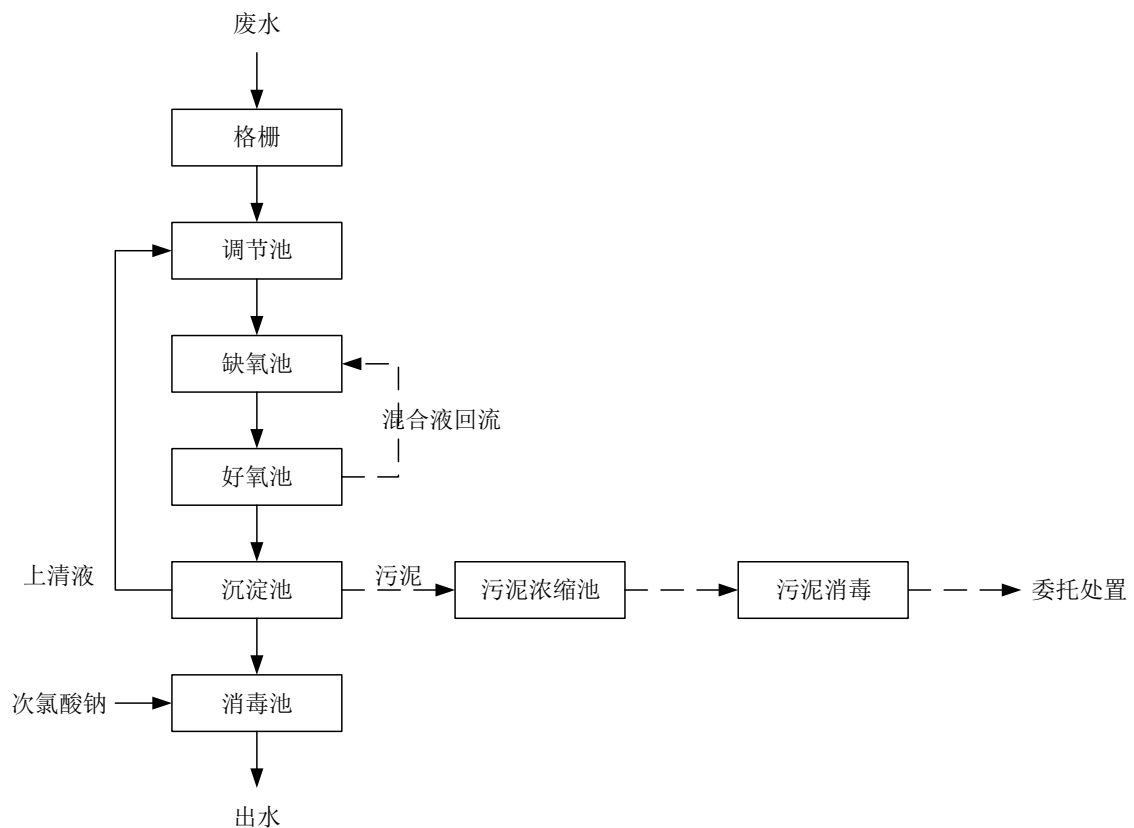 废水
格栅
调节池
缺氧池
混合液回流
好氧池
上清液
沉淀池
污泥
污泥浓缩池
污泥消毒
委托处置
次氯酸钠
消毒池
出水